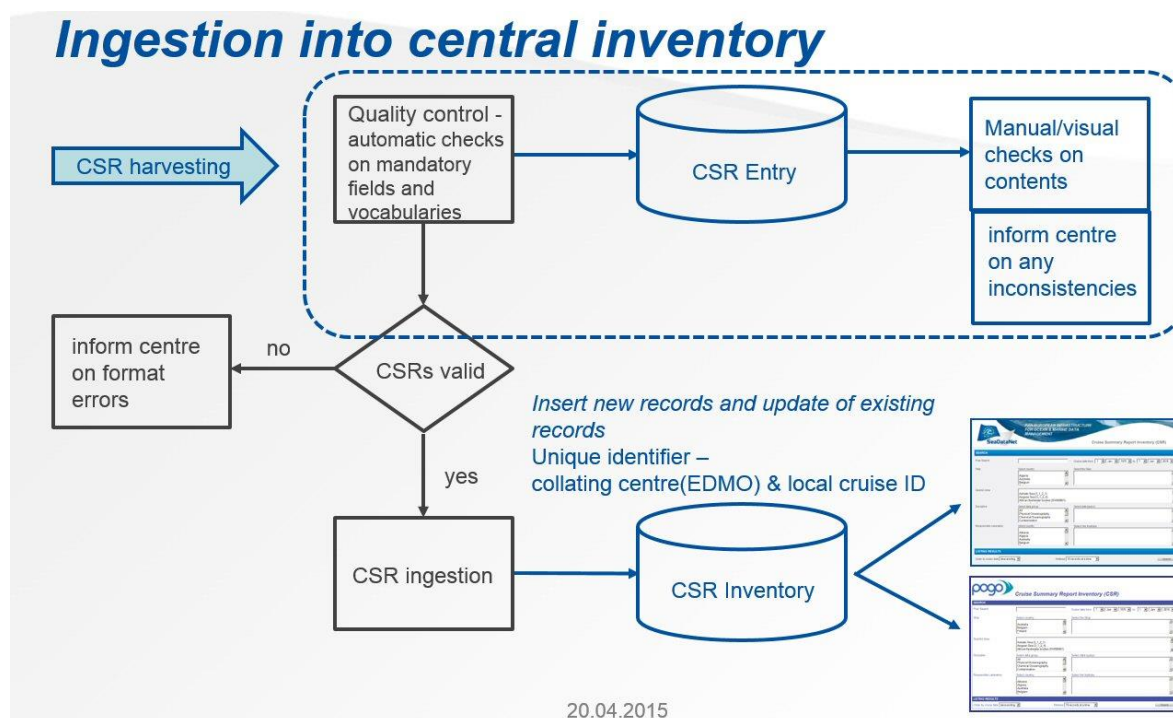 Ingestion into central inventory
CSR harvesting
Quality control -
automatic checks
on mandatory
fields and
vocabularies
CSR Entry
Manual/visual
checks on
contents
inform centre
on any
inconsistencies
inform centre
on format
errors
no
CSRs valid
yes
Insert new records and update of existing
records
Unique identifier –
collating centre(EDMO) & local cruise ID
CSR ingestion
CSR Inventory
SeaDataNet
Cruise Summary Report Inventory (CSR)
pogo
Cruise Summary Report Inventory (CSR)
20.04.2015